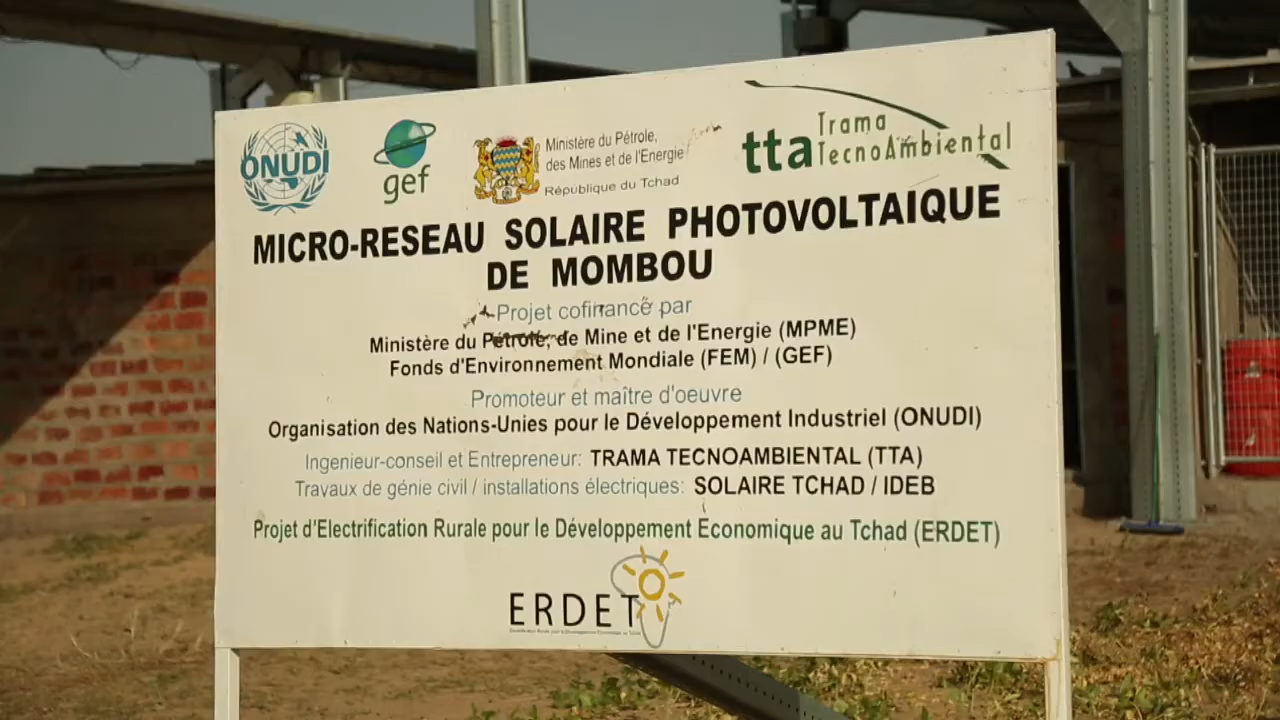 ONUDI
gef
Ministère du Pétrole,
des Mines et de l'Energie
République du Tchad
tta Trama
TecnoAmbiental
MICRO-RESEAU SOLAIRE PHOTOVOLTAIQUE
DE MOMBOU
Projet cofinancé par
Ministère du Pétrole, de Mine et de l'Energie (MPME)
Fonds d'Environnement Mondiale (FEM) / (GEF)
Promoteur et maître d'oeuvre
Organisation des Nations-Unies pour le Développement Industriel (ONUDI)
Ingenieur-conseil et Entrepreneur: TRAMA TECNOAMBIENTAL (TTA)
Travaux de génie civil / installations électriques: SOLAIRE TCHAD / IDEB
Projet d'Electrification Rurale pour le Développement Economique au Tchad (ERDET)
ERDET